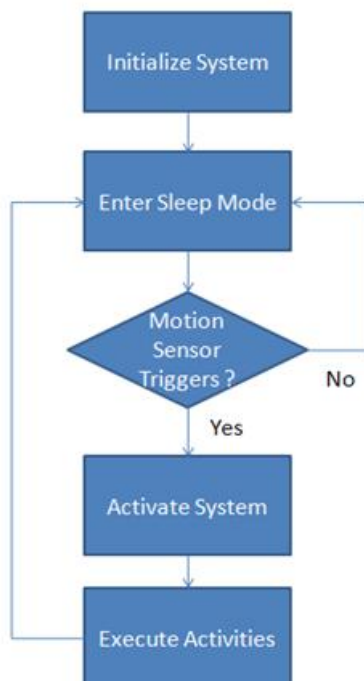 Initialize System
Enter Sleep Mode
Motion
Sensor
Triggers ?
No
Yes
Activate System
Execute Activities